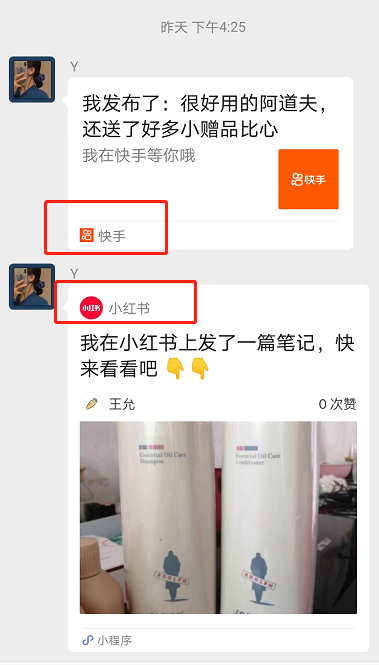 昨天 下午4:25
Y
我发布了：很好用的阿道夫，
还送了好多小赠品比心
我在快手等你哦
快手
快手
Y
小红书
小红书
我在小红书上发了一篇笔记，快
来看看吧 👇👇
王允
0 次赞
Essential Oil Care
Shampoo
Essential Oil Care
Conditioner
ADOLPH
ADOLPH
小程序